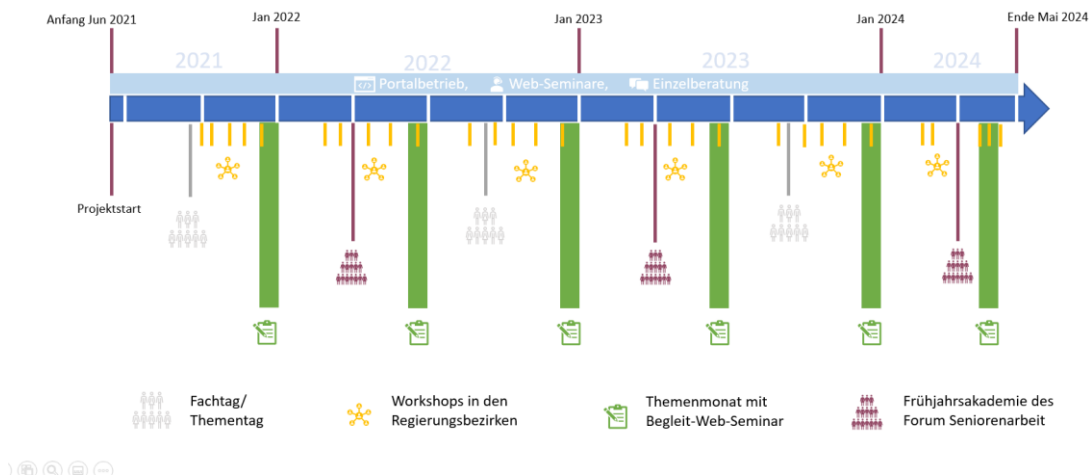 Anfang Jun 2021
Jan 2022
Jan 2023
Jan 2024
Ende Mai 2024
2021
2022
2023
2024
Portalbetrieb, Web-Seminare, Einzelberatung
Projektstart
Fachtag/
Thementag
Workshops in den
Regierungsbezirken
Themenmonat mit
Begleit-Web-Seminar
Frühjahrsakademie des
Forum Seniorenarbeit